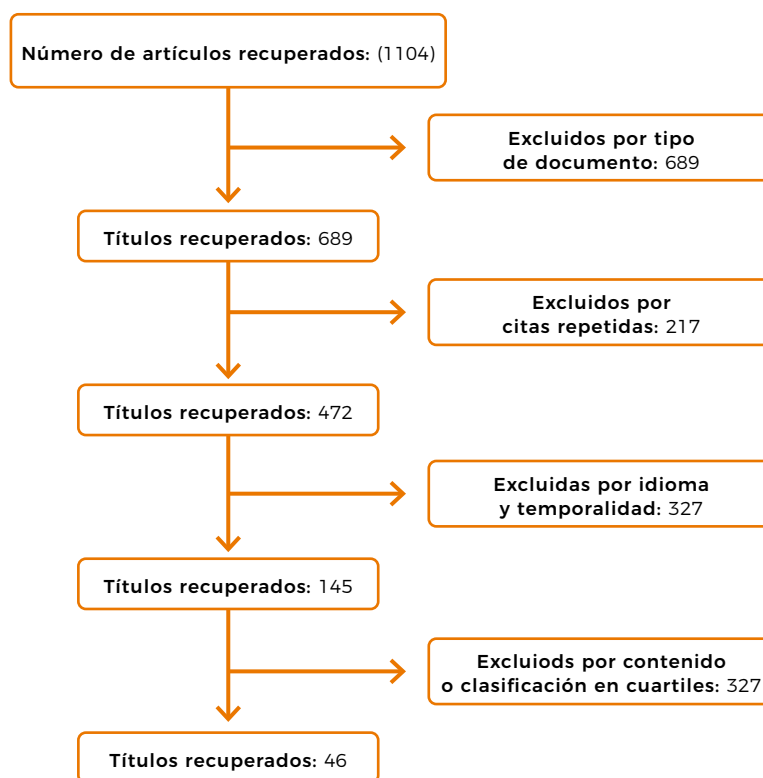 Número de artículos recuperados: (1104)
Excluidos por tipo
de documento: 689
Títulos recuperados: 689
Excluidos por
citas repetidas: 217
Títulos recuperados: 472
Excluidas por idioma
y temporalidad: 327
Títulos recuperados: 145
Excluiods por contenido
o clasificación en cuartiles: 327
Títulos recuperados: 46